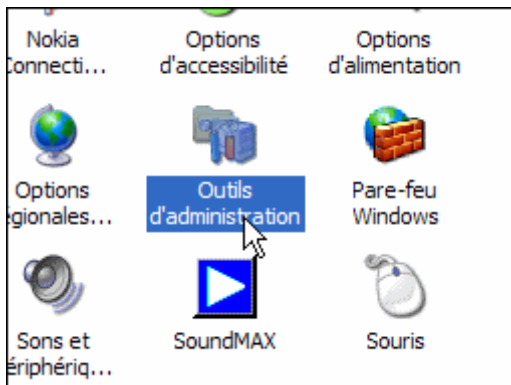 Nokia Options Options
Connecti... d'accessibilité d'alimentation
Options Outils Pare-feu
égionales... d'administration Windows
Sons et SoundMAX Souris
ériphériq...